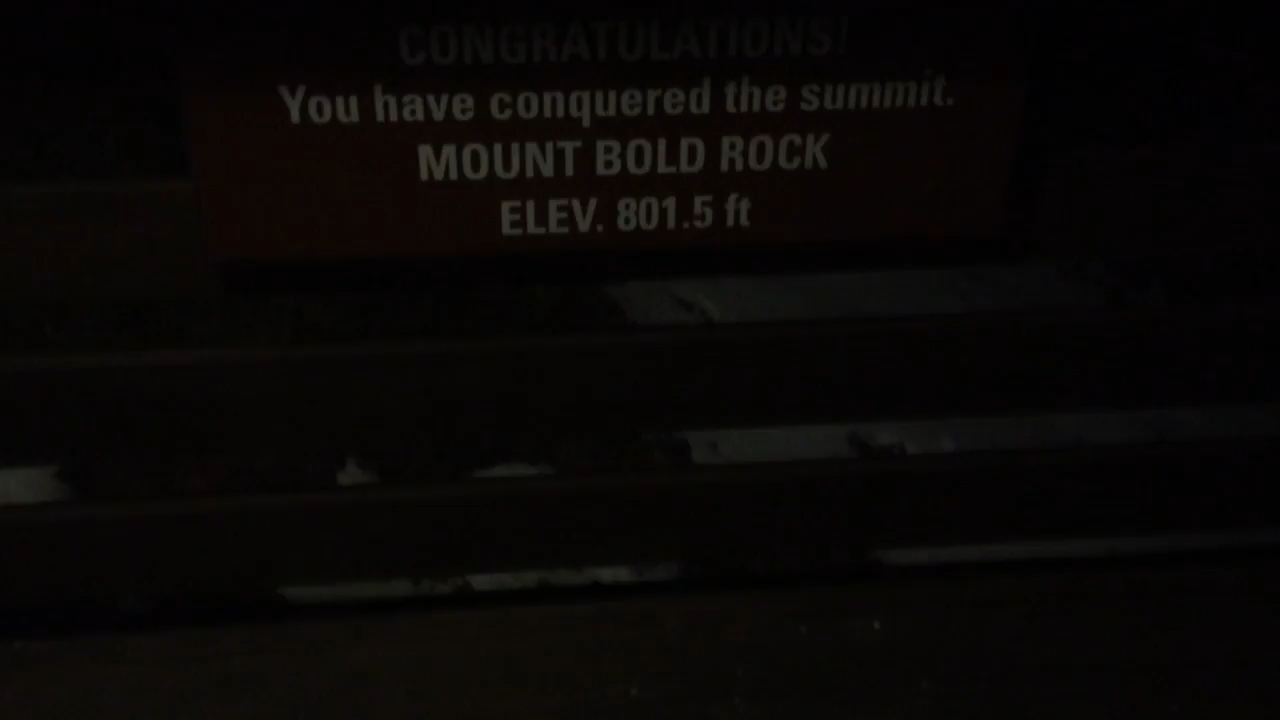 CONGRATULATIONS!
You have conquered the summit.
MOUNT BOLD ROCK
ELEV. 801.5 ft